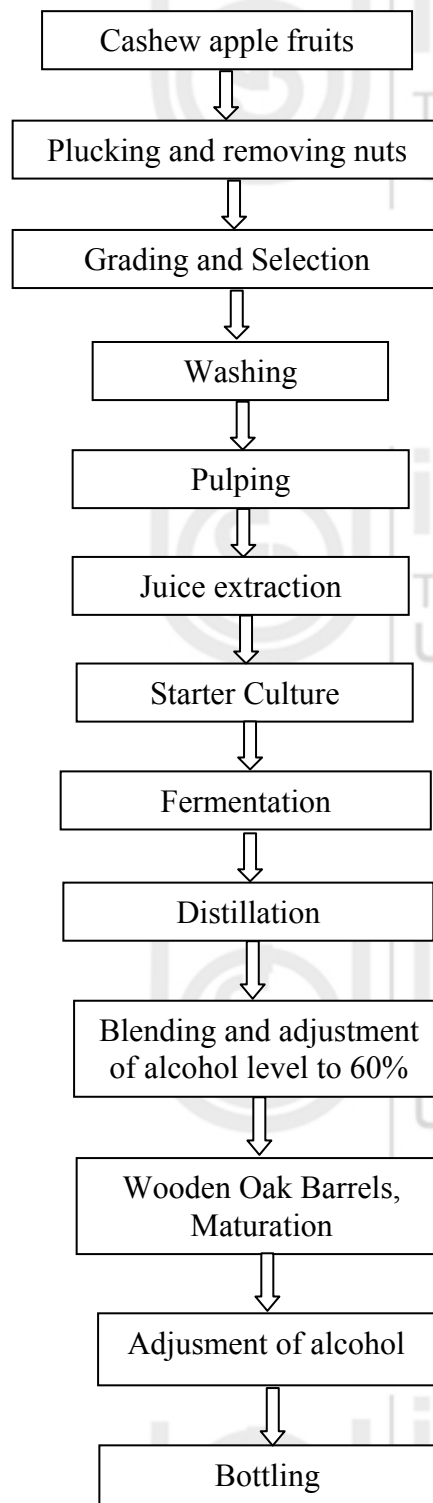 Cashew apple fruits
Plucking and removing nuts
Grading and Selection
Washing
Pulping
Juice extraction
Starter Culture
Fermentation
Distillation
Blending and adjustment
of alcohol level to 60%
Wooden Oak Barrels,
Maturation
Adjusment of alcohol
Bottling